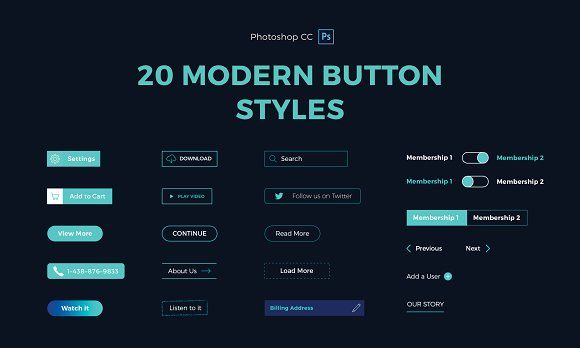 Photoshop CC Ps
20 MODERN BUTTON
STYLES
Settings
Add to Cart
View More
1-438-876-9833
Watch It
DOWNLOAD
PLAY VIDEO
CONTINUE
About Us
Listen to it
Search
Follow us on Twitter
Read More
Load More
Billing Address
Membership 1 Membership 2
Membership 1 Membership 2
Membership 1 Membership 2
Previous Next
Add a User
OUR STORY